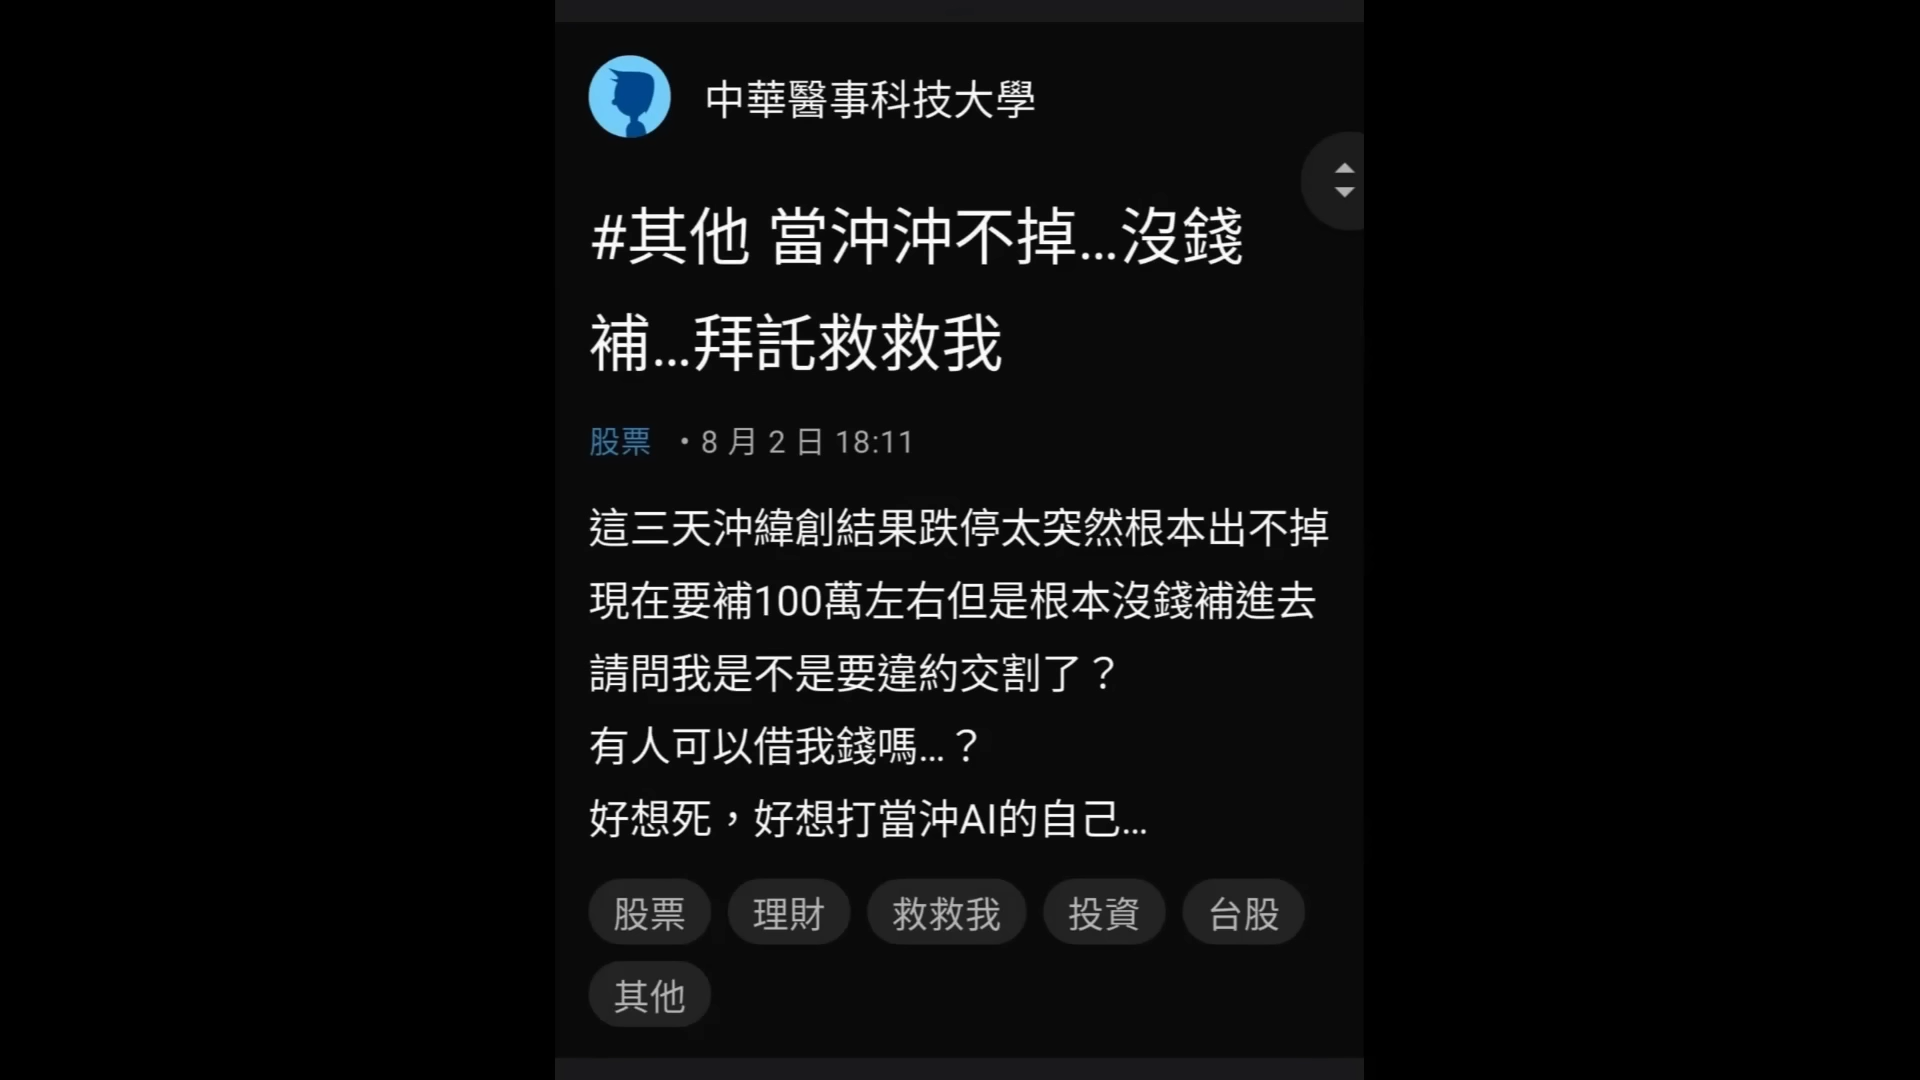 中華醫事科技大學
#其他 當沖沖不掉…沒錢
補…拜託救救我
股票 ・8 月 2 日 18:11
這三天沖緯創結果跌停太突然根本出不掉
現在要補100萬左右但是根本沒錢補進去
請問我是不是要違約交割了？
有人可以借我錢嗎…？
好想死，好想打當沖AI的自己…
股票 理財 救救我 投資 台股
其他